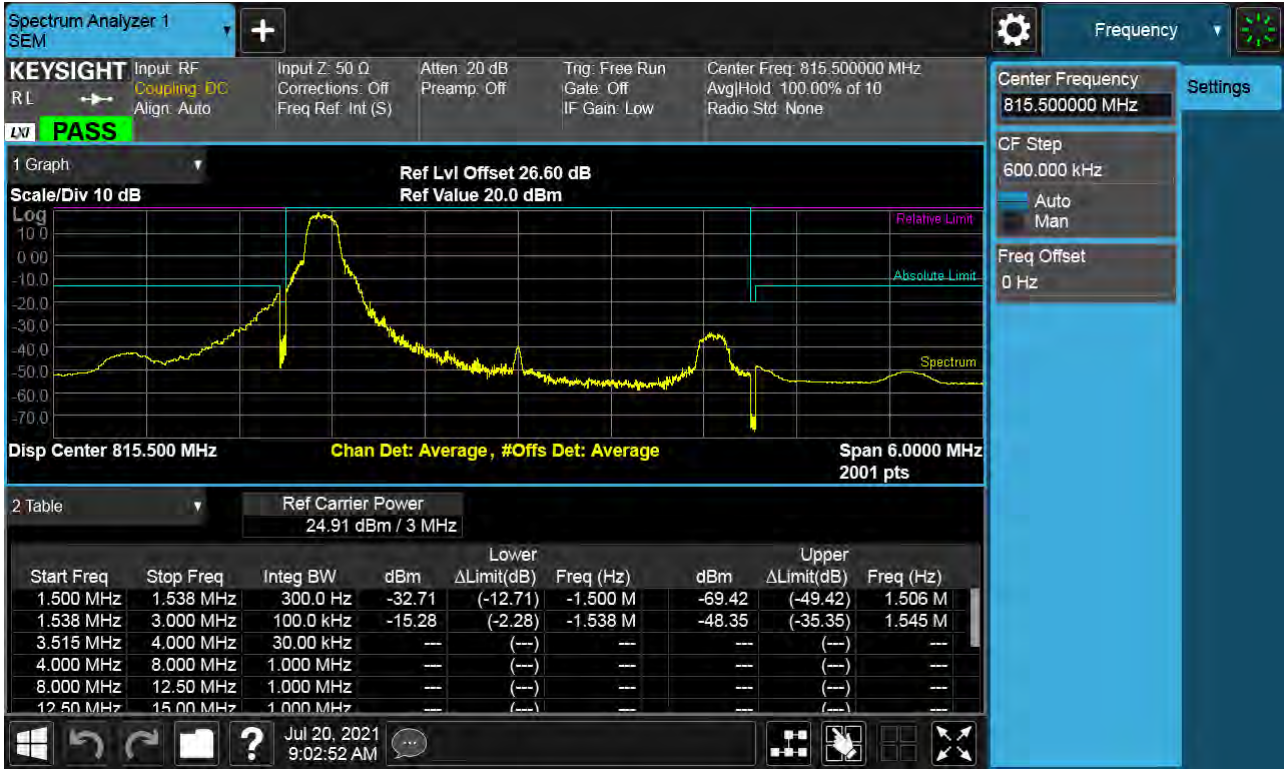 Spectrum Analyzer 1
SEM
Frequency
KEYSIGHT
RL
LXI
PASS
Input: RF
Coupling: DC
Align: Auto
Input Z: 50 Ω
Corrections: Off
Freq Ref: Int (S)
Atten: 20 dB
Preamp: Off
Trig: Free Run
Gate: Off
IF Gain: Low
Center Freq: 815.500000 MHz
Avg|Hold: 100.00% of 10
Radio Std: None
Center Frequency
815.500000 MHz
Settings
CF Step
600.000 kHz
Auto
Man
Freq Offset
0 Hz
1 Graph
Scale/Div 10 dB
Ref Lvl Offset 26.60 dB
Ref Value 20.0 dBm
Log
10.0
0.00
-10.0
-20.0
-30.0
-40.0
-50.0
-60.0
-70.0
Relative Limit
Absolute Limit
Spectrum
Disp Center 815.500 MHz
Chan Det: Average, #Offs Det: Average
Span 6.0000 MHz
2001 pts
2 Table
Ref Carrier Power
24.91 dBm / 3 MHz
Lower Upper
Start Freq Stop Freq Integ BW dBm ΔLimit(dB) Freq (Hz) dBm ΔLimit(dB) Freq (Hz)
1.500 MHz 1.538 MHz 300.0 Hz -32.71 (-12.71) -1.500 M -69.42 (-49.42) 1.506 M
1.538 MHz 3.000 MHz 100.0 kHz -15.28 (-2.28) -1.538 M -48.35 (-35.35) 1.545 M
3.515 MHz 4.000 MHz 30.00 kHz --- (---) --- --- (---) ---
4.000 MHz 8.000 MHz 1.000 MHz --- (---) --- --- (---) ---
8.000 MHz 12.50 MHz 1.000 MHz --- (---) --- --- (---) ---
12.50 MHz 15.00 MHz 1.000 MHz --- (---) --- --- (---) ---
?
Jul 20, 2021
9:02:52 AM